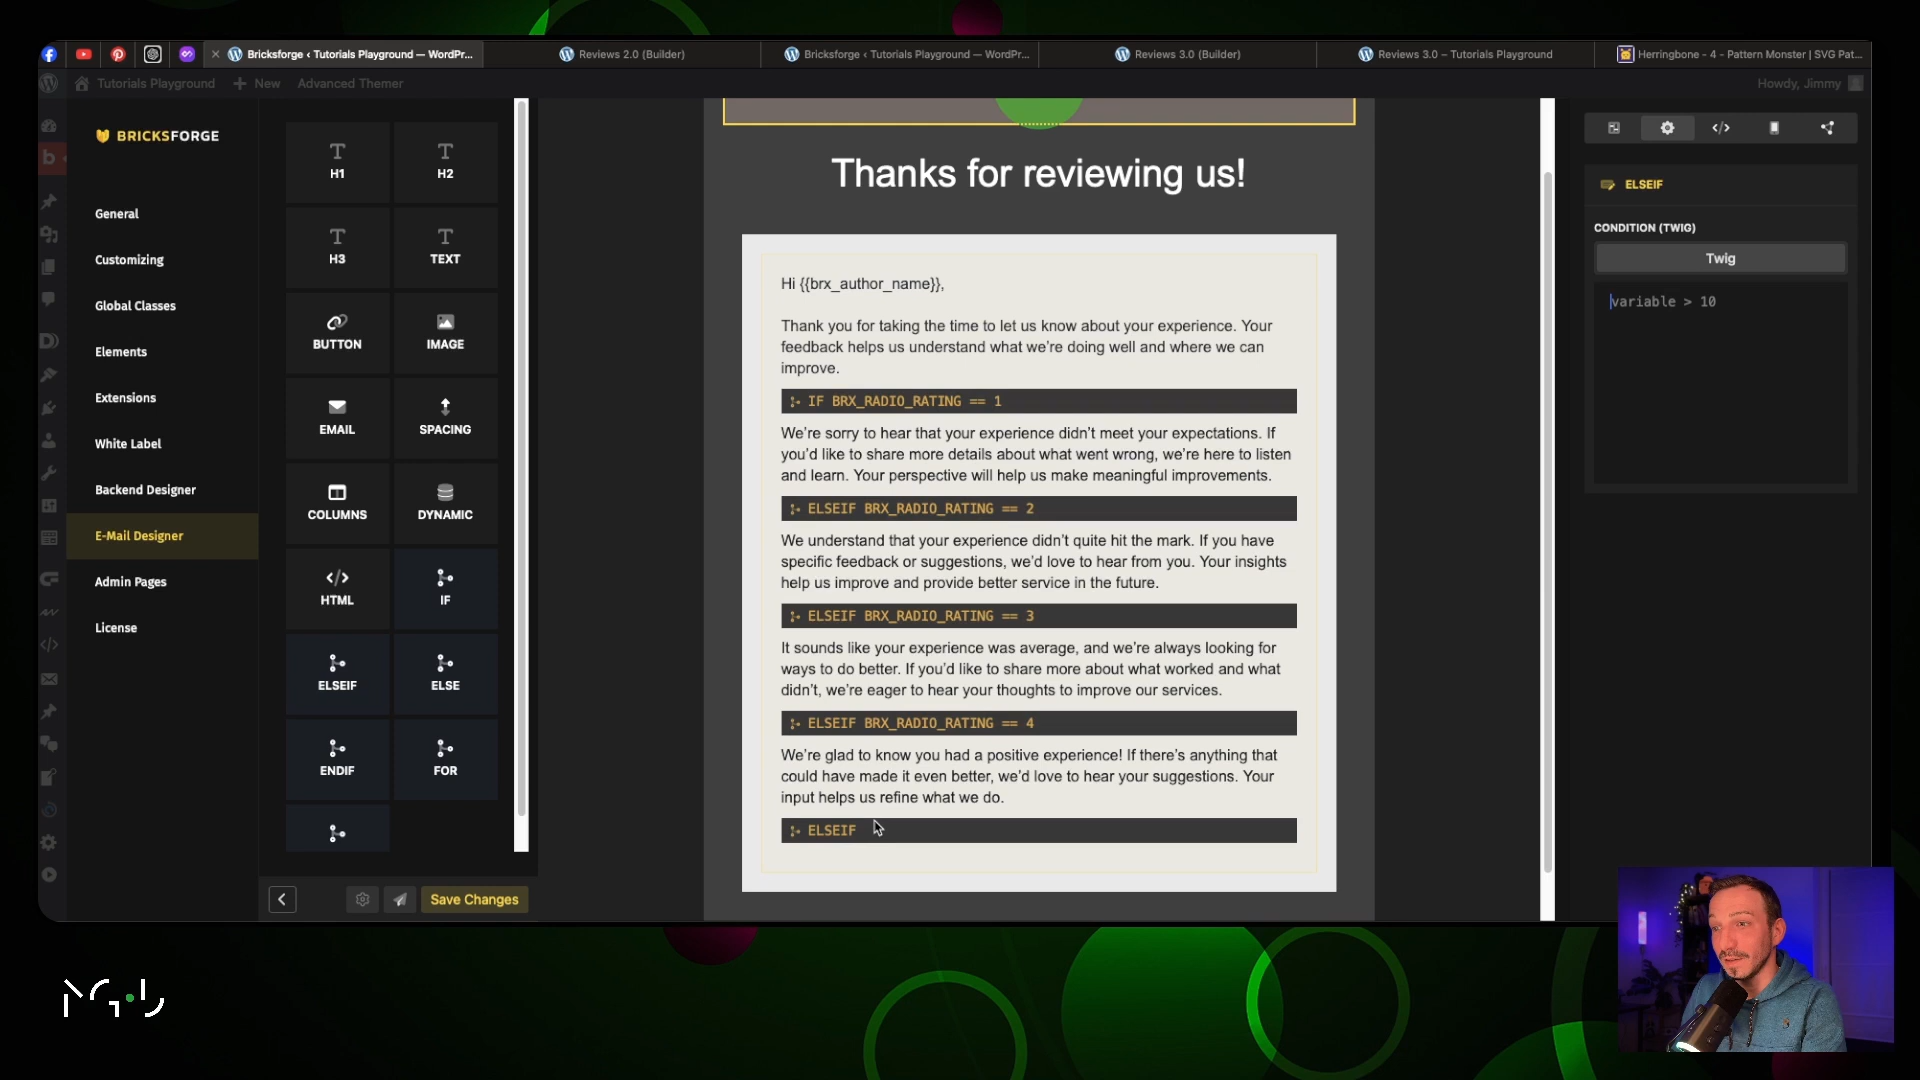 Bricksforge ‹ Tutorials Playground — WordPr...
Reviews 2.0 (Builder)
Bricksforge ‹ Tutorials Playground — WordPr...
Reviews 3.0 (Builder)
Reviews 3.0 – Tutorials Playground
Herringbone - 4 - Pattern Monster | SVG Pat...
Tutorials Playground
New
Advanced Themer
Howdy, Jimmy
BRICKSFORGE
General
Customizing
Global Classes
Elements
Extensions
White Label
Backend Designer
E-Mail Designer
Admin Pages
License
H1
H2
H3
TEXT
BUTTON
IMAGE
EMAIL
SPACING
COLUMNS
DYNAMIC
HTML
IF
ELSEIF
ELSE
ENDIF
FOR
Save Changes
Thanks for reviewing us!
Hi {{brx_author_name}},
Thank you for taking the time to let us know about your experience. Your
feedback helps us understand what we’re doing well and where we can
improve.
IF BRX_RADIO_RATING == 1
We’re sorry to hear that your experience didn’t meet your expectations. If
you’d like to share more details about what went wrong, we’re here to listen
and learn. Your perspective will help us make meaningful improvements.
ELSEIF BRX_RADIO_RATING == 2
We understand that your experience didn’t quite hit the mark. If you have
specific feedback or suggestions, we’d love to hear from you. Your insights
help us improve and provide better service in the future.
ELSEIF BRX_RADIO_RATING == 3
It sounds like your experience was average, and we’re always looking for
ways to do better. If you’d like to share more about what worked and what
didn’t, we’re eager to hear your thoughts to improve our services.
ELSEIF BRX_RADIO_RATING == 4
We’re glad to know you had a positive experience! If there’s anything that
could have made it even better, we’d love to hear your suggestions. Your
input helps us refine what we do.
ELSEIF
ELSEIF
CONDITION (TWIG)
Twig
variable > 10